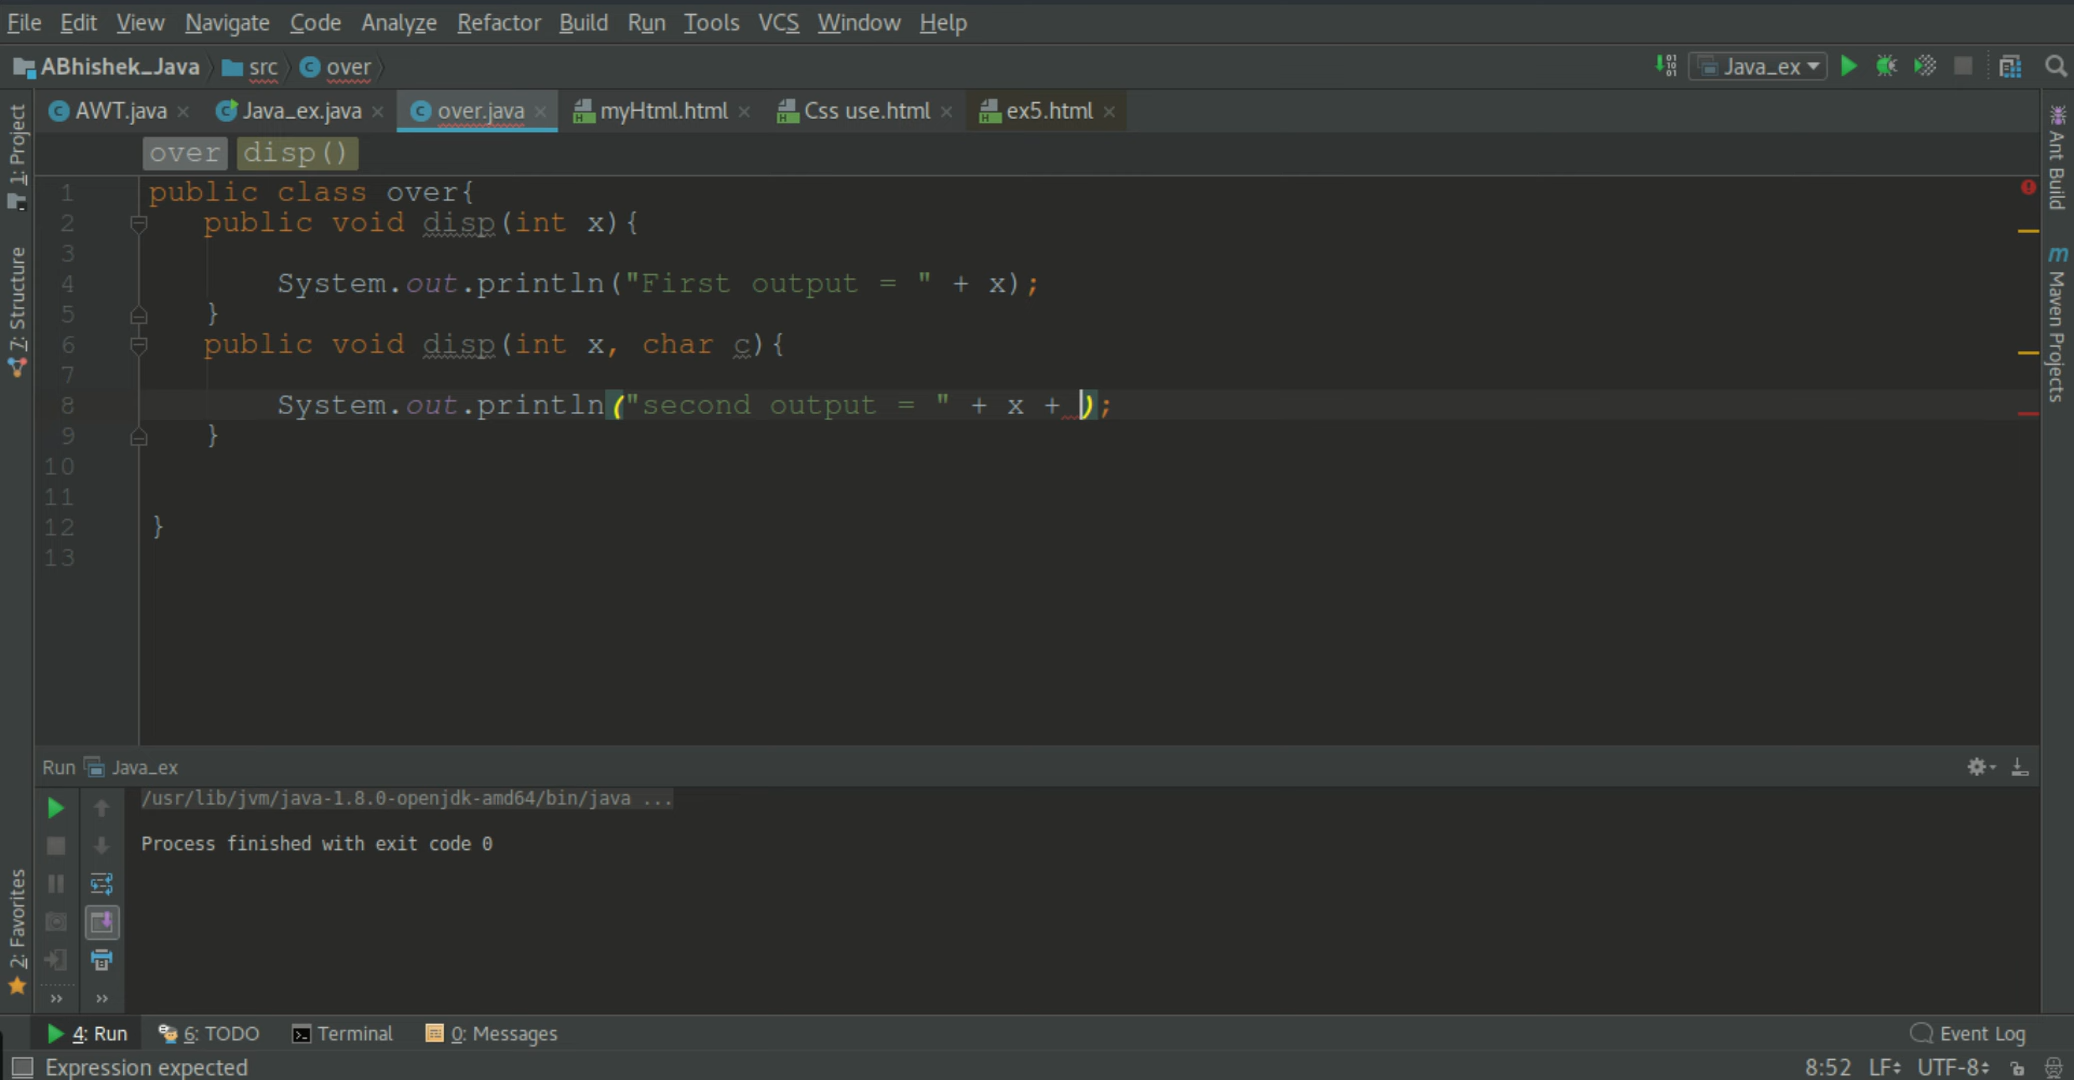 File Edit View Navigate Code Analyze Refactor Build Run Tools VCS Window Help
ABhishek_Java src over Java_ex
AWT.java Java_ex.java over.java myHtml.html Css use.html ex5.html
over disp()
1 public class over{
2 public void disp(int x){
3
4 System.out.println("First output = " + x);
5 }
6 public void disp(int x, char c){
7
8 System.out.println("second output = " + x + );
9 }
10
11
12 }
13
1: Project
7: Structure
2: Favorites
Ant Build
m Maven Projects
Run Java_ex
/usr/lib/jvm/java-1.8.0-openjdk-amd64/bin/java ...
Process finished with exit code 0
4: Run 6: TODO Terminal 0: Messages Event Log
Expression expected 8:52 LF UTF-8